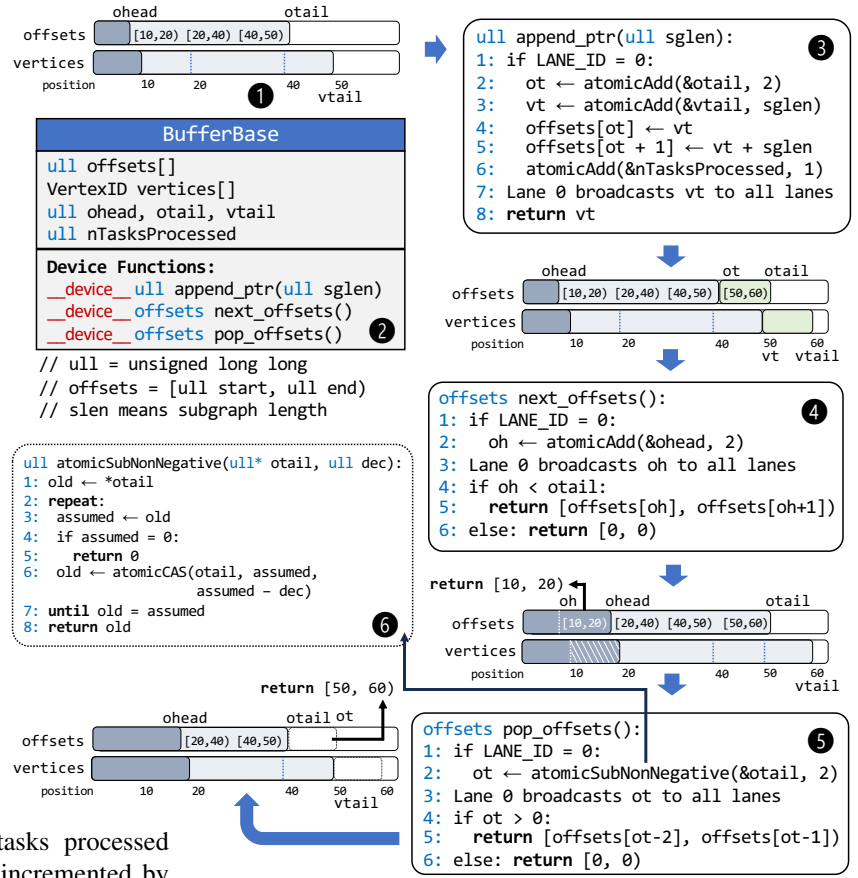 ohead otail
offsets [10,20) [20,40) [40,50)
vertices
position 10 20 40 50
vtail
1
BufferBase
ull offsets[]
VertexID vertices[]
ull ohead, otail, vtail
ull nTasksProcessed
Device Functions:
__device__ ull append_ptr(ull sglen)
__device__ offsets next_offsets()
__device__ offsets pop_offsets()
2
// ull = unsigned long long
// offsets = [ull start, ull end)
// slen means subgraph length
ull append_ptr(ull sglen):
3
1: if LANE_ID = 0:
2: ot ← atomicAdd(&otail, 2)
3: vt ← atomicAdd(&vtail, sglen)
4: offsets[ot] ← vt
5: offsets[ot + 1] ← vt + sglen
6: atomicAdd(&nTasksProcessed, 1)
7: Lane 0 broadcasts vt to all lanes
8: return vt
ohead ot otail
offsets [10,20) [20,40) [40,50) [50,60)
vertices
position 10 20 40 50 60
vt vtail
offsets next_offsets():
4
1: if LANE_ID = 0:
2: oh ← atomicAdd(&ohead, 2)
3: Lane 0 broadcasts oh to all lanes
4: if oh < otail:
5: return [offsets[oh], offsets[oh+1])
6: else: return [0, 0)
return [10, 20)
oh ohead otail
offsets [10,20) [20,40) [40,50) [50,60)
vertices
position 10 20 40 50 60
vtail
offsets pop_offsets():
5
1: if LANE_ID = 0:
2: ot ← atomicSubNonNegative(&otail, 2)
3: Lane 0 broadcasts ot to all lanes
4: if ot > 0:
5: return [offsets[ot-2], offsets[ot-1])
6: else: return [0, 0)
ull atomicSubNonNegative(ull* otail, ull dec):
1: old ← *otail
2: repeat:
3: assumed ← old
4: if assumed = 0:
5: return 0
6: old ← atomicCAS(otail, assumed,
assumed – dec)
7: until old = assumed
8: return old
6
return [50, 60)
ohead otail ot
offsets [20,40) [40,50)
vertices
position 10 20 40 50 60
vtail
tasks processed
incremented by